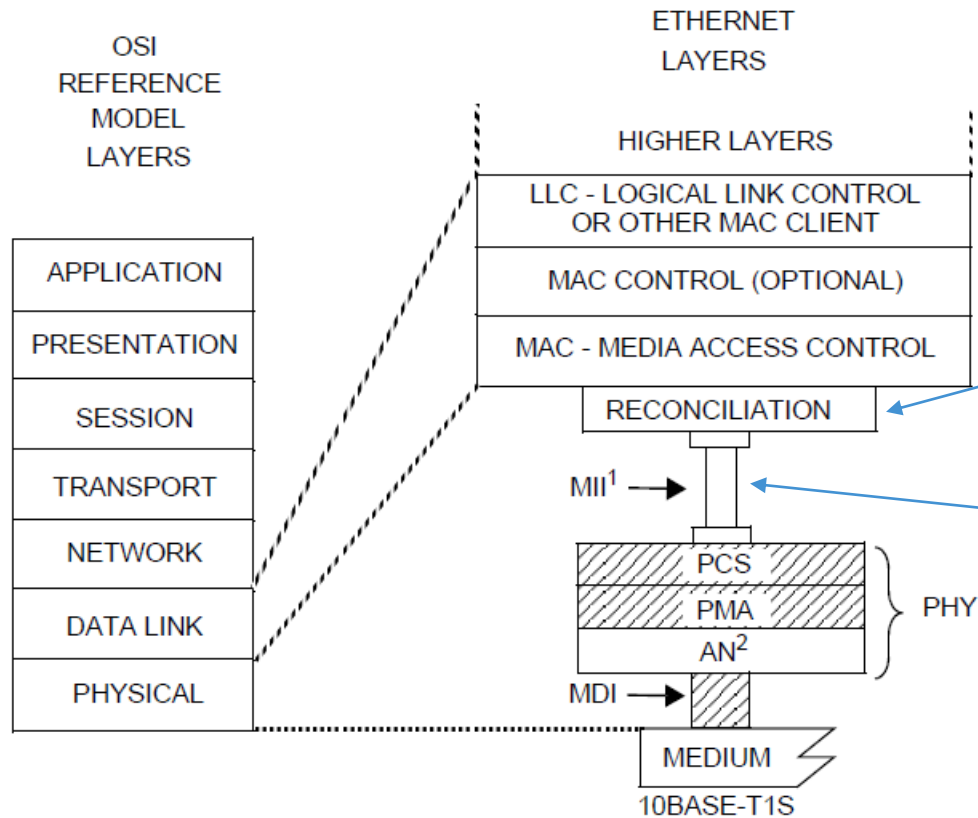 OSI
REFERENCE
MODEL
LAYERS
APPLICATION
PRESENTATION
SESSION
TRANSPORT
NETWORK
DATA LINK
PHYSICAL
ETHERNET
LAYERS
HIGHER LAYERS
LLC - LOGICAL LINK CONTROL
OR OTHER MAC CLIENT
MAC CONTROL (OPTIONAL)
MAC - MEDIA ACCESS CONTROL
RECONCILIATION
MII¹
PCS
PMA
AN²
PHY
MDI
MEDIUM
10BASE-T1S